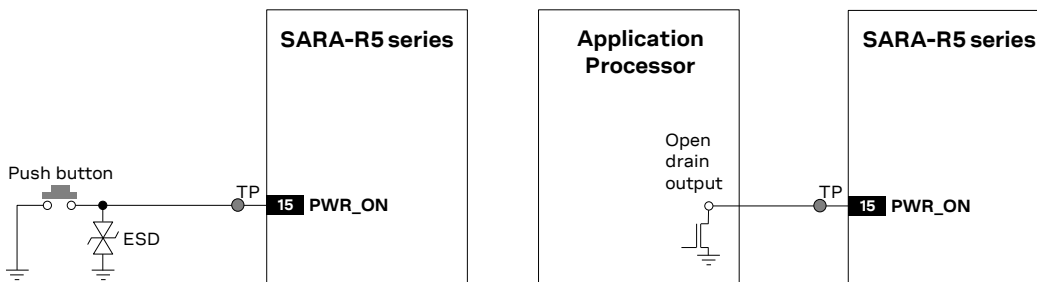 SARA-R5 series
Push button
ESD
TP
15 PWR_ON
Application
Processor
Open
drain
output
SARA-R5 series
TP
15 PWR_ON